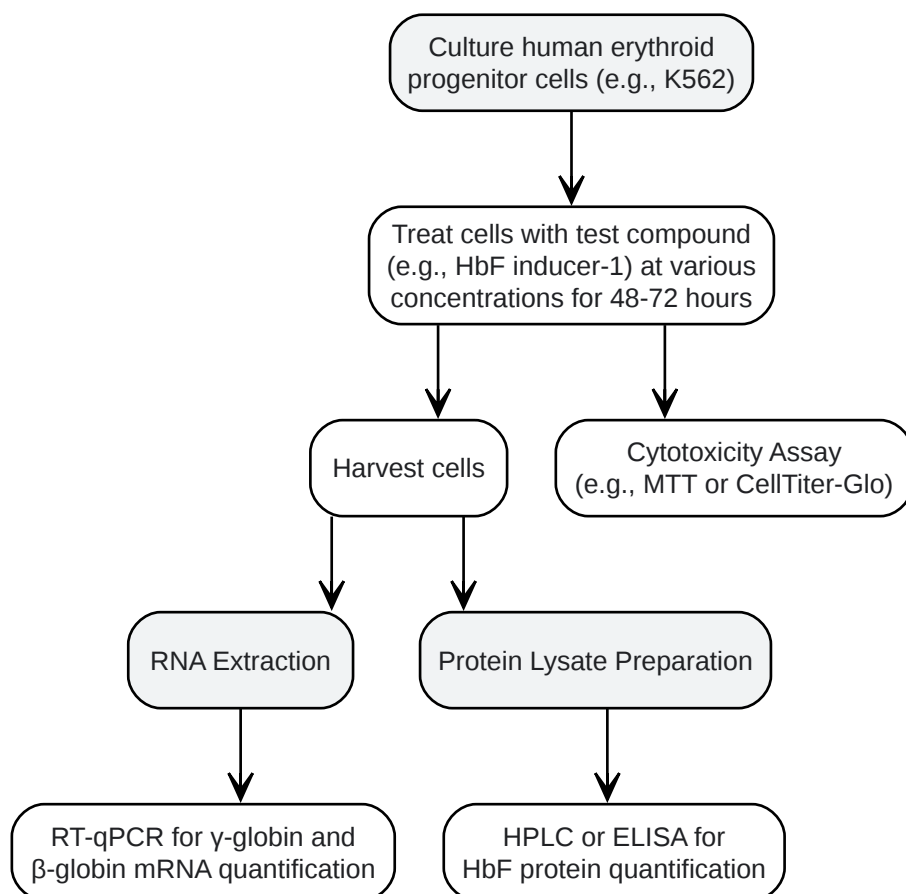 Culture human erythroid
progenitor cells (e.g., K562)
Treat cells with test compound
(e.g., HbF inducer-1) at various
concentrations for 48-72 hours
Harvest cells
Cytotoxicity Assay
(e.g., MTT or CellTiter-Glo)
RNA Extraction
Protein Lysate Preparation
RT-qPCR for γ-globin and
β-globin mRNA quantification
HPLC or ELISA for
HbF protein quantification